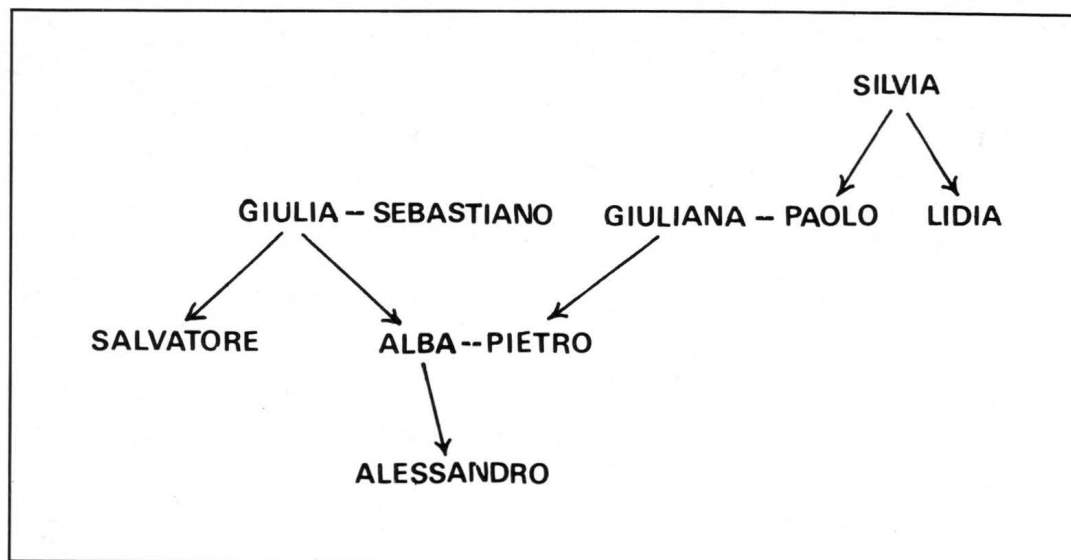 SILVIA
GIULIA – SEBASTIANO GIULIANA – PAOLO LIDIA
SALVATORE ALBA -- PIETRO
ALESSANDRO